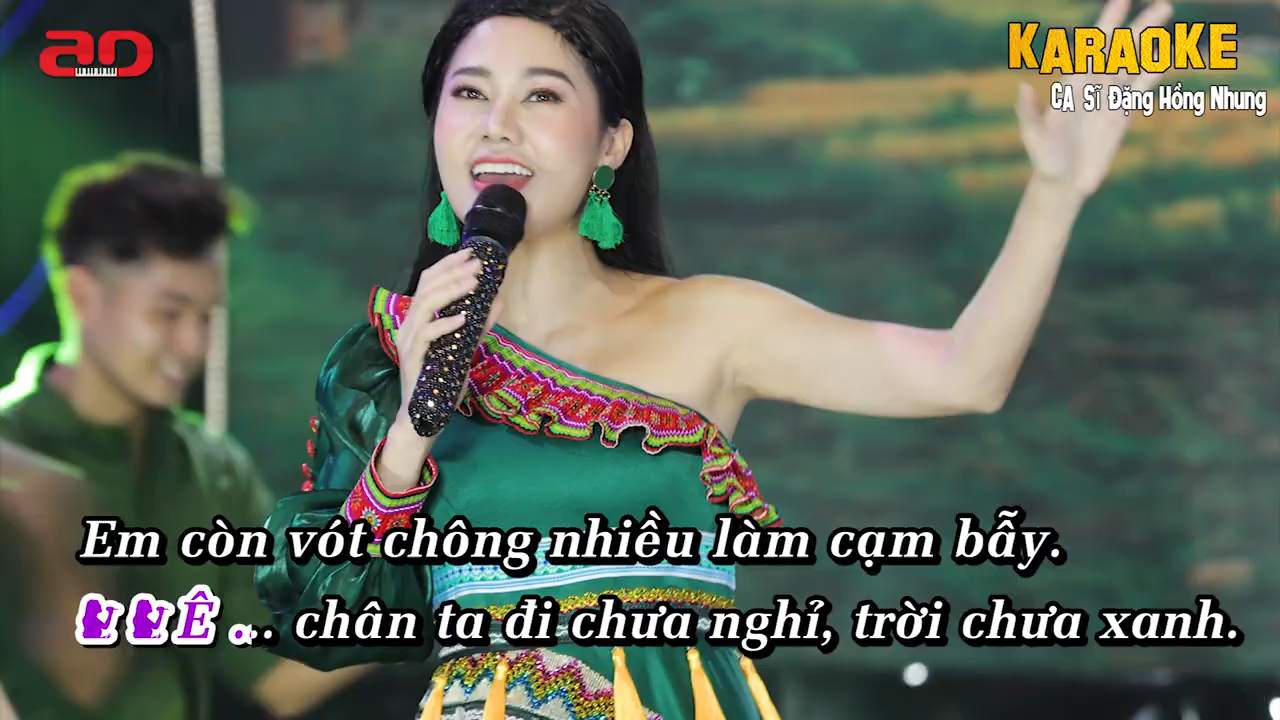 an
KARAOKE
CA Sĩ Đặng Hồng Nhung
Em còn vót chông nhiều làm cạm bẫy.
Ê ... chân ta đi chưa nghỉ, trời chưa xanh.